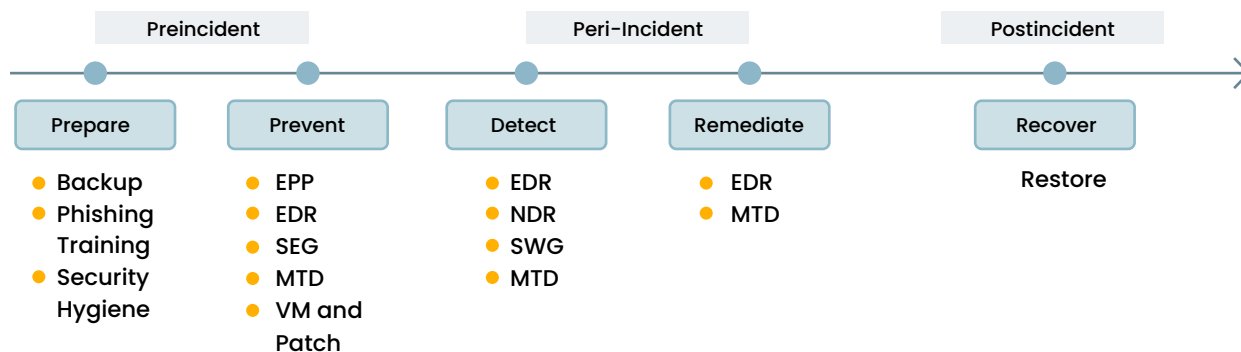 Preincident
Peri-Incident
Postincident
Prepare
Prevent
Detect
Remediate
Recover
Backup
Phishing
Training
Security
Hygiene
EPP
EDR
SEG
MTD
VM and
Patch
EDR
NDR
SWG
MTD
EDR
MTD
Restore